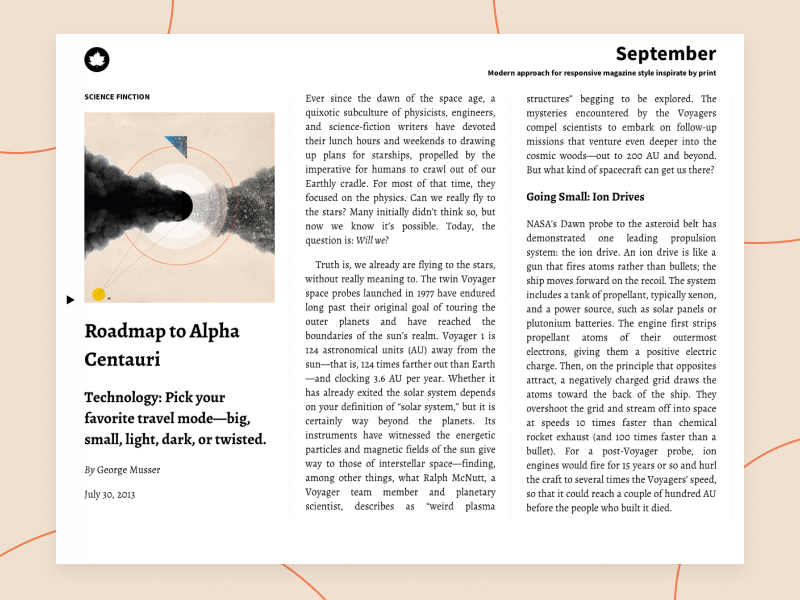 September
Modern approach for responsive magazine style inspirate by print
SCIENCE FINCTION
Roadmap to Alpha
Centauri
Technology: Pick your
favorite travel mode—big,
small, light, dark, or twisted.
By George Musser
July 30, 2013
Ever since the dawn of the space age, a
quixotic subculture of physicists, engineers,
and science-fiction writers have devoted
their lunch hours and weekends to drawing
up plans for starships, propelled by the
imperative for humans to crawl out of our
Earthly cradle. For most of that time, they
focused on the physics. Can we really fly to
the stars? Many initially didn't think so, but
now we know it's possible. Today, the
question is: Will we?
Truth is, we already are flying to the stars,
without really meaning to. The twin Voyager
space probes launched in 1977 have endured
long past their original goal of touring the
outer planets and have reached the
boundaries of the sun's realm. Voyager 1 is
124 astronomical units (AU) away from the
sun—that is, 124 times farther out than Earth
—and clocking 3.6 AU per year. Whether it
has already exited the solar system depends
on your definition of “solar system,” but it is
certainly way beyond the planets. Its
instruments have witnessed the energetic
particles and magnetic fields of the sun give
way to those of interstellar space—finding,
among other things, what Ralph McNutt, a
Voyager team member and planetary
scientist, describes as “weird plasma
structures” begging to be explored. The
mysteries encountered by the Voyagers
compel scientists to embark on follow-up
missions that venture even deeper into the
cosmic woods—out to 200 AU and beyond.
But what kind of spacecraft can get us there?
Going Small: Ion Drives
NASA's Dawn probe to the asteroid belt has
demonstrated one leading propulsion
system: the ion drive. An ion drive is like a
gun that fires atoms rather than bullets; the
ship moves forward on the recoil. The system
includes a tank of propellant, typically xenon,
and a power source, such as solar panels or
plutonium batteries. The engine first strips
propellant atoms of their outermost
electrons, giving them a positive electric
charge. Then, on the principle that opposites
attract, a negatively charged grid draws the
atoms toward the back of the ship. They
overshoot the grid and stream off into space
at speeds 10 times faster than chemical
rocket exhaust (and 100 times faster than a
bullet). For a post-Voyager probe, ion
engines would fire for 15 years or so and hurl
the craft to several times the Voyagers' speed,
so that it could reach a couple of hundred AU
before the people who built it died.